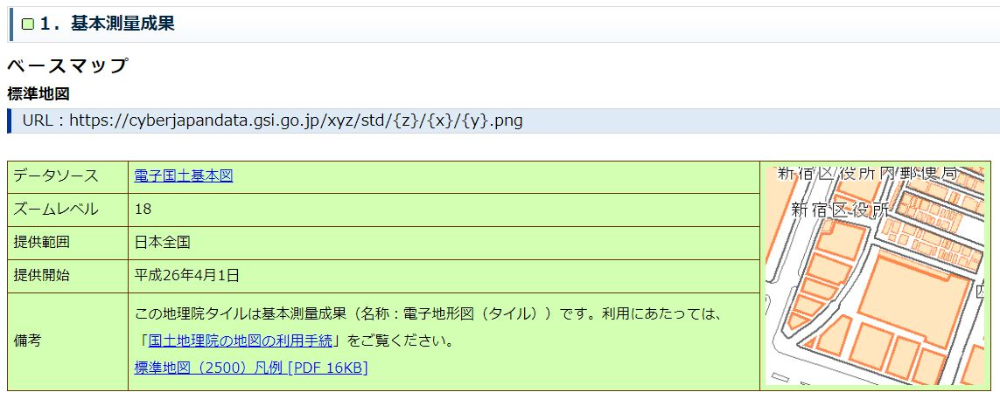 1．基本測量成果
ベースマップ
標準地図
URL：https://cyberjapandata.gsi.go.jp/xyz/std/{z}/{x}/{y}.png
データソース
電子国土基本図
ズームレベル
18
提供範囲
日本全国
提供開始
平成26年4月1日
備考
この地理院タイルは基本測量成果（名称：電子地形図（タイル））です。利用にあたっては、
「国土地理院の地図の利用手続」をご覧ください。
標準地図（2500）凡例 [PDF 16KB]
新宿区役所内郵便局
新宿区役所